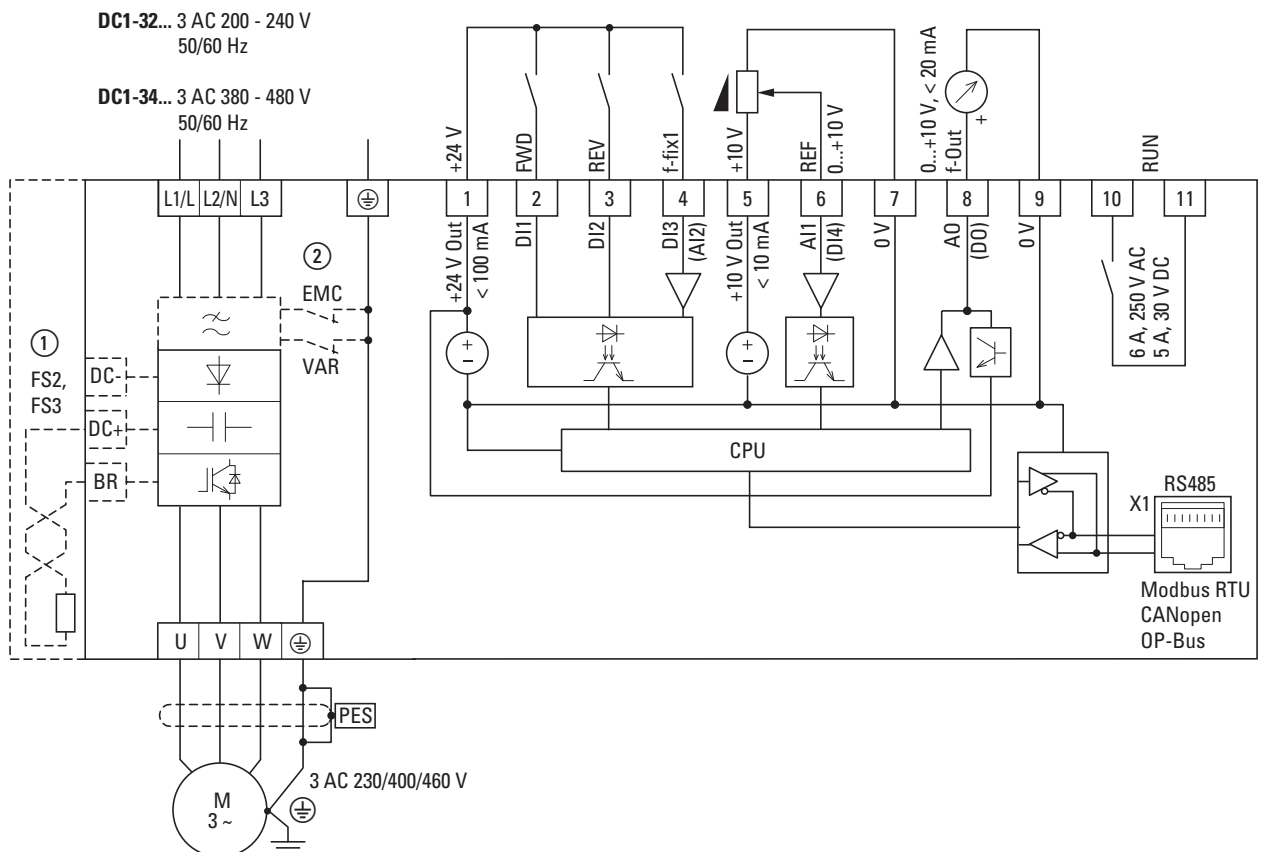 DC1-32... 3 AC 200 - 240 V
50/60 Hz
DC1-34... 3 AC 380 - 480 V
50/60 Hz
+24 V
FWD
REV
f-fix1
+10 V
REF
0...+10 V
0...+10 V, < 20 mA
f-Out
+
RUN
L1/L L2/N L3
1 2 3 4 5 6 7 8 9 10 11
+24 V Out
< 100 mA
DI1
DI2
DI3
(AI2)
+10 V Out
< 10 mA
AI1
(DI4)
0 V
AO
(DO)
0 V
6 A, 250 V AC
5 A, 30 V DC
2
EMC
VAR
1
FS2,
FS3
DC-
DC+
BR
+
-
+
-
CPU
X1
RS485
Modbus RTU
CANopen
OP-Bus
U V W
PES
3 AC 230/400/460 V
M
3 ~